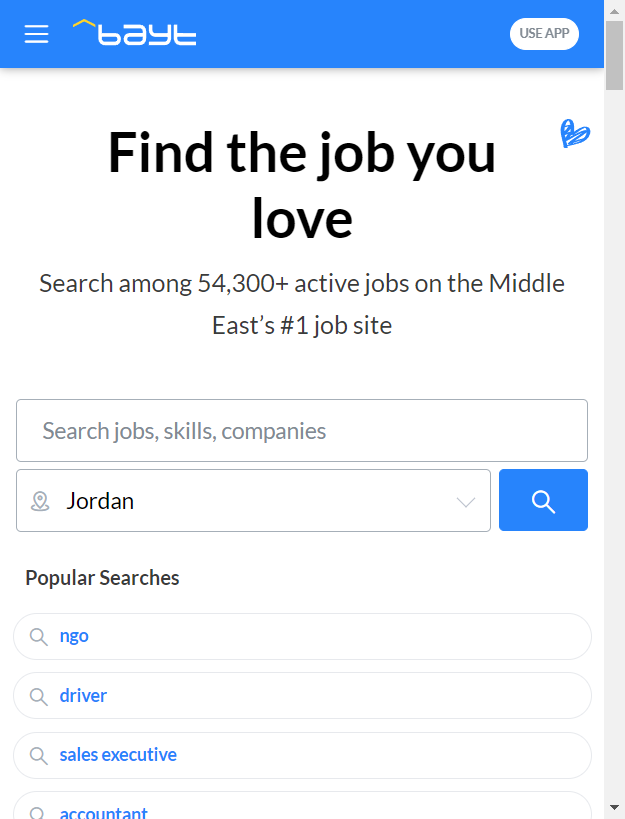 bayt
USE APP
Find the job you
love
Search among 54,300+ active jobs on the Middle
East’s #1 job site
Search jobs, skills, companies
Jordan
Popular Searches
ngo
driver
sales executive
accountant